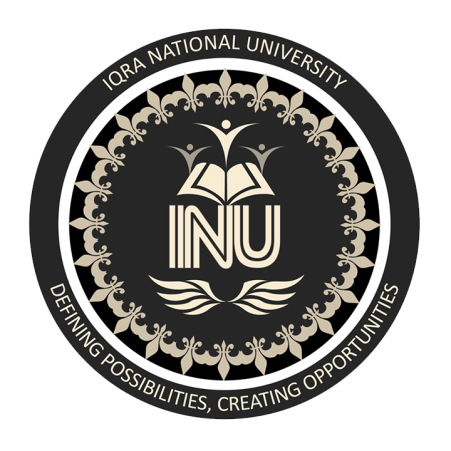 IQRA NATIONAL UNIVERSITY
INU
DEFINING POSSIBILITIES, CREATING OPPORTUNITIES